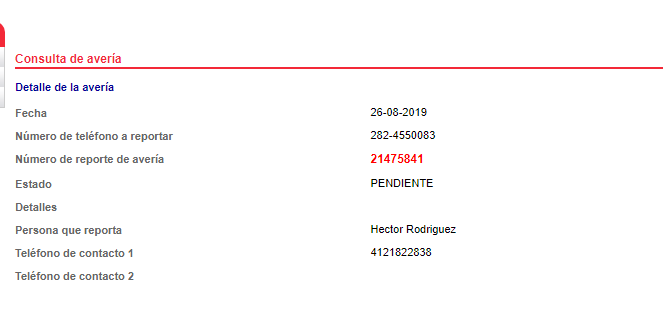 Consulta de avería
Detalle de la avería
Fecha 26-08-2019
Número de teléfono a reportar 282-4550083
Número de reporte de avería 21475841
Estado PENDIENTE
Detalles
Persona que reporta Hector Rodriguez
Teléfono de contacto 1 4121822838
Teléfono de contacto 2